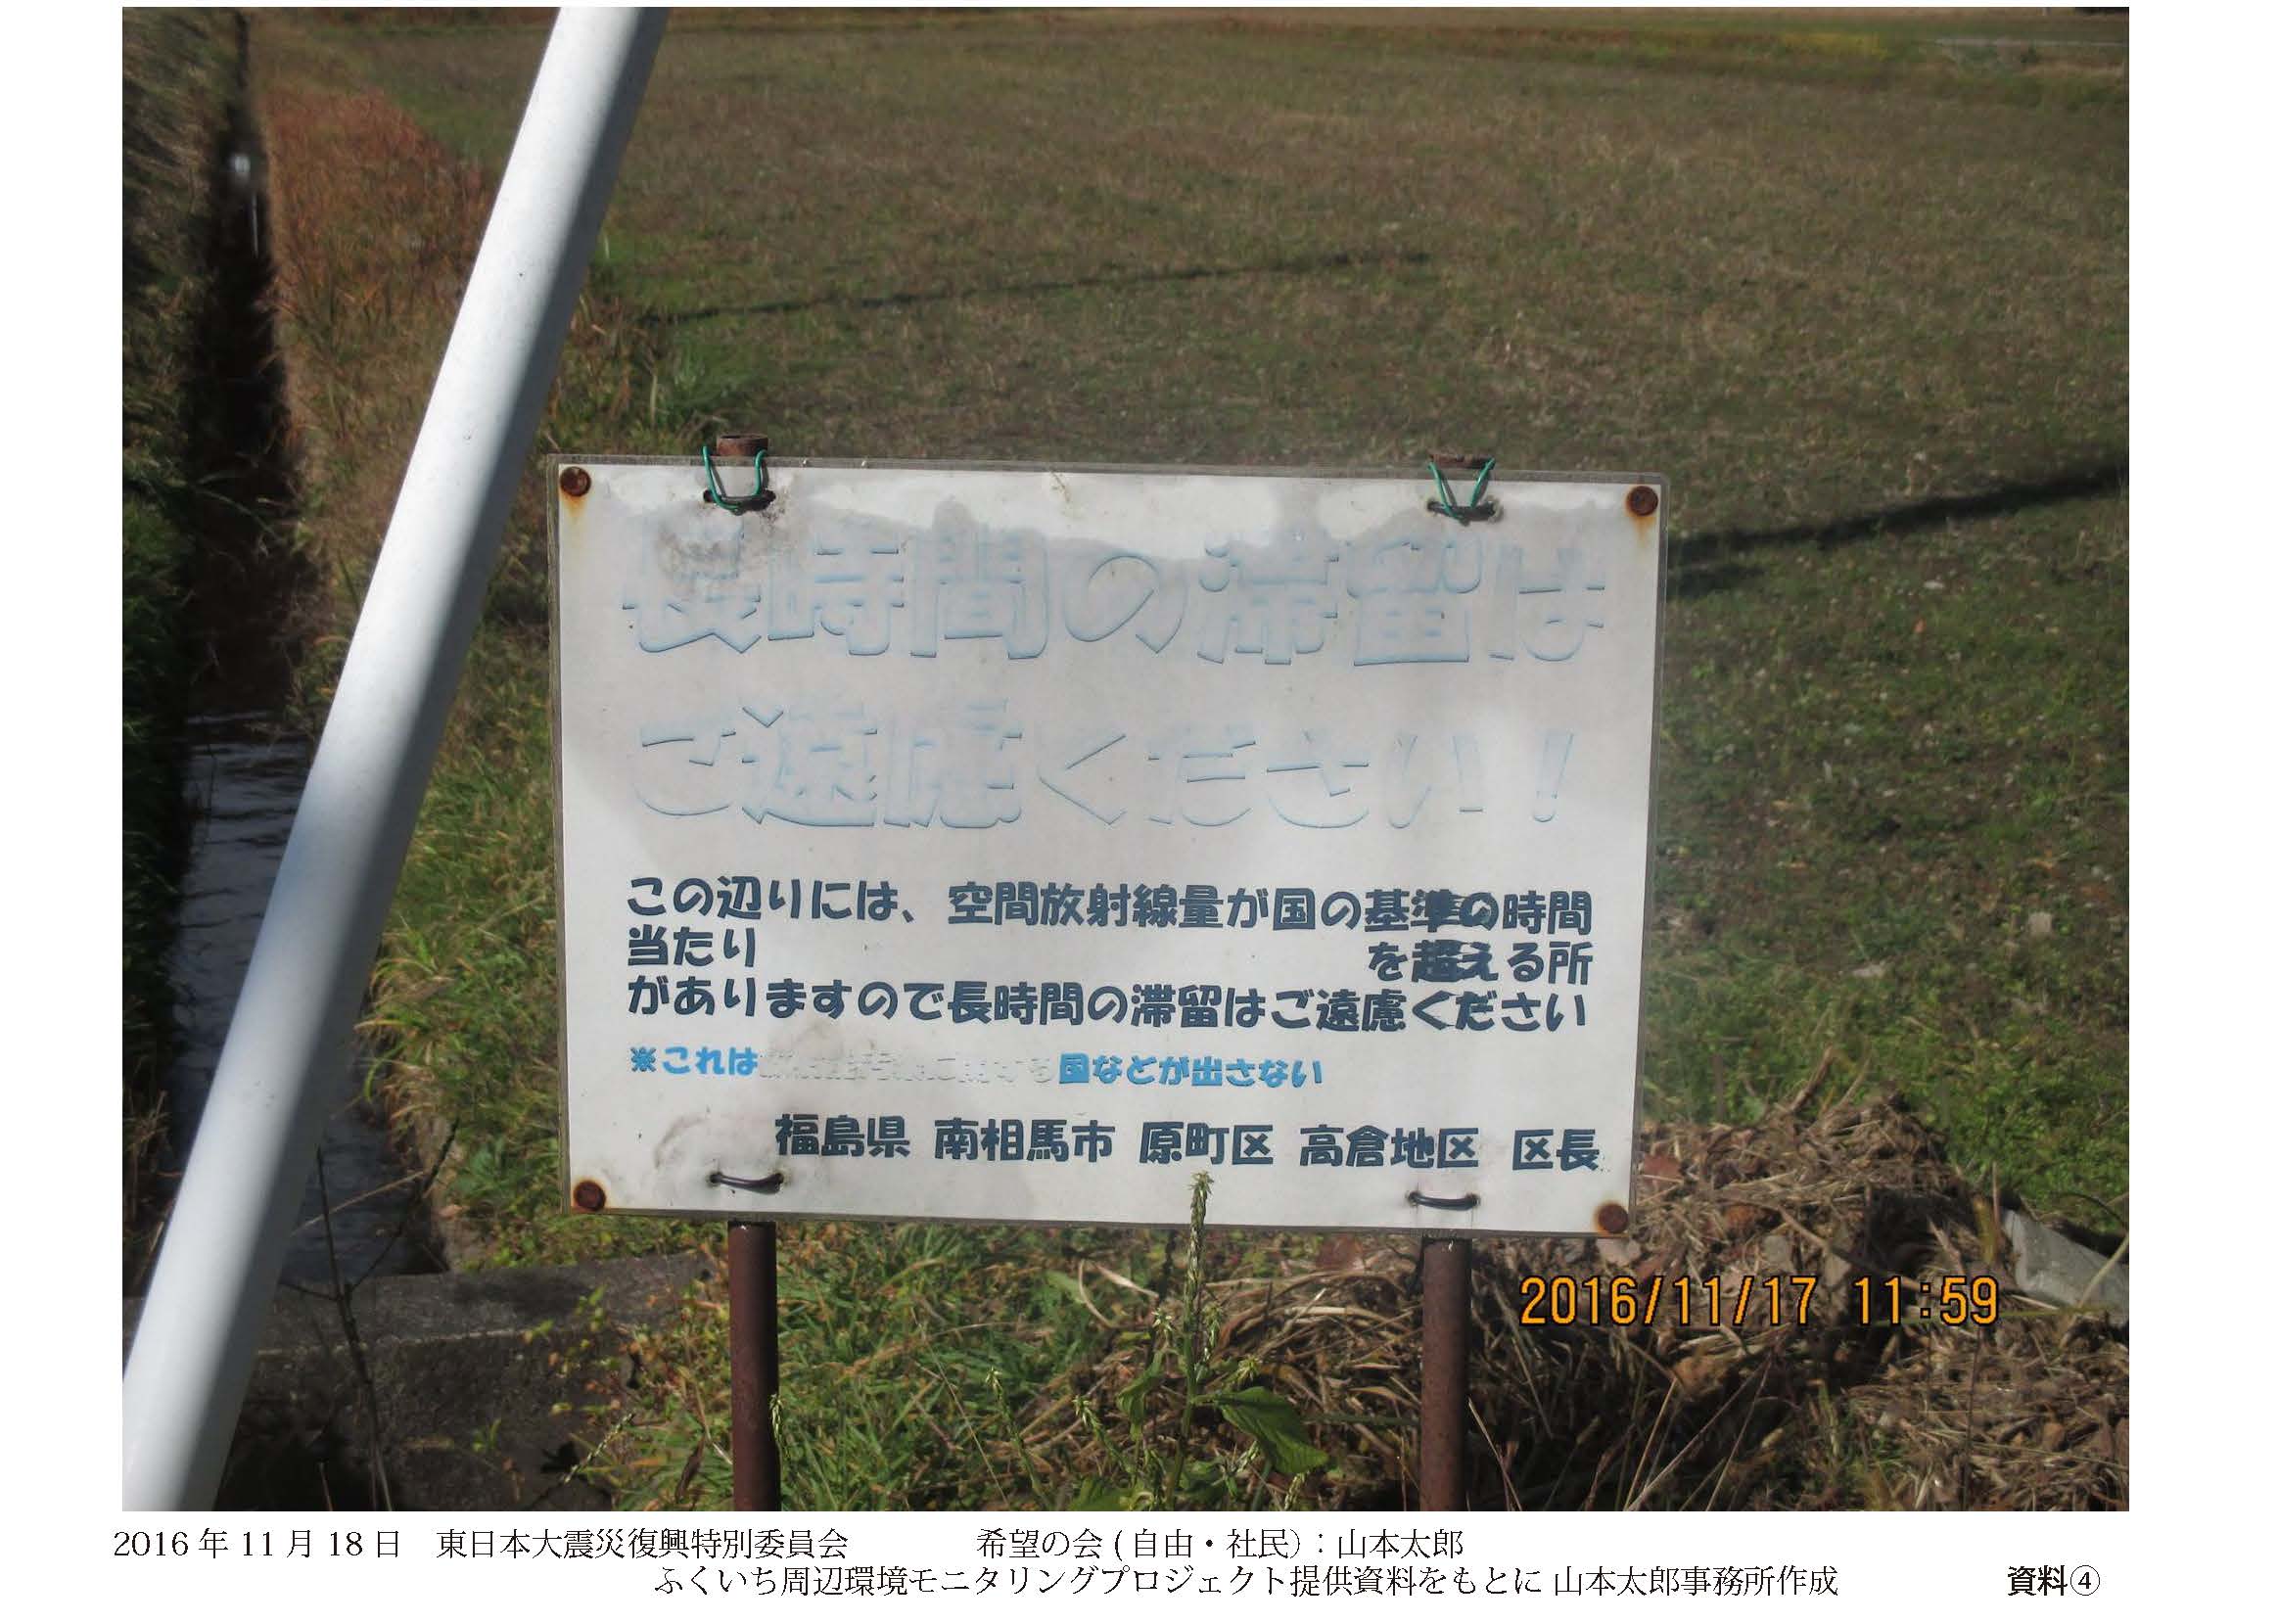 長時間の滞留は
ご遠慮ください!
この辺りには、空間放射線量が国の基準の時間
当たり を超える所
がありますので長時間の滞留はご遠慮ください
※これは に関する国などが出さない
福島県 南相馬市 原町区 高倉地区 区長
2016/11/17 11:59
2016年11月18日 東日本大震災復興特別委員会 希望の会(自由・社民):山本太郎
ふくいち周辺環境モニタリングプロジェクト提供資料をもとに 山本太郎事務所作成 資料④